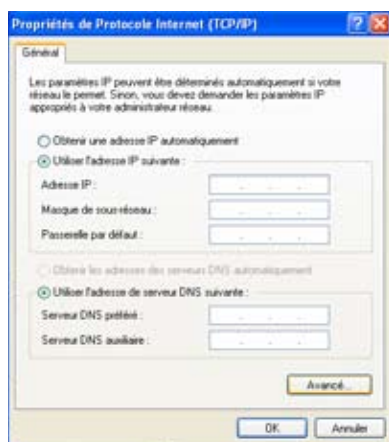 Propriétés de Protocole Internet (TCP/IP)
Général
Les paramètres IP peuvent être déterminés automatiquement si votre
réseau le permet. Sinon, vous devez demander les paramètres IP
appropriés à votre administrateur réseau.
Obtenir une adresse IP automatiquement
Utiliser l'adresse IP suivante :
Adresse IP :
Masque de sous-réseau :
Passerelle par défaut :
Obtenir les adresses des serveurs DNS automatiquement
Utiliser l'adresse de serveur DNS suivante :
Serveur DNS préféré :
Serveur DNS auxiliaire :
Avancé...
OK
Annuler